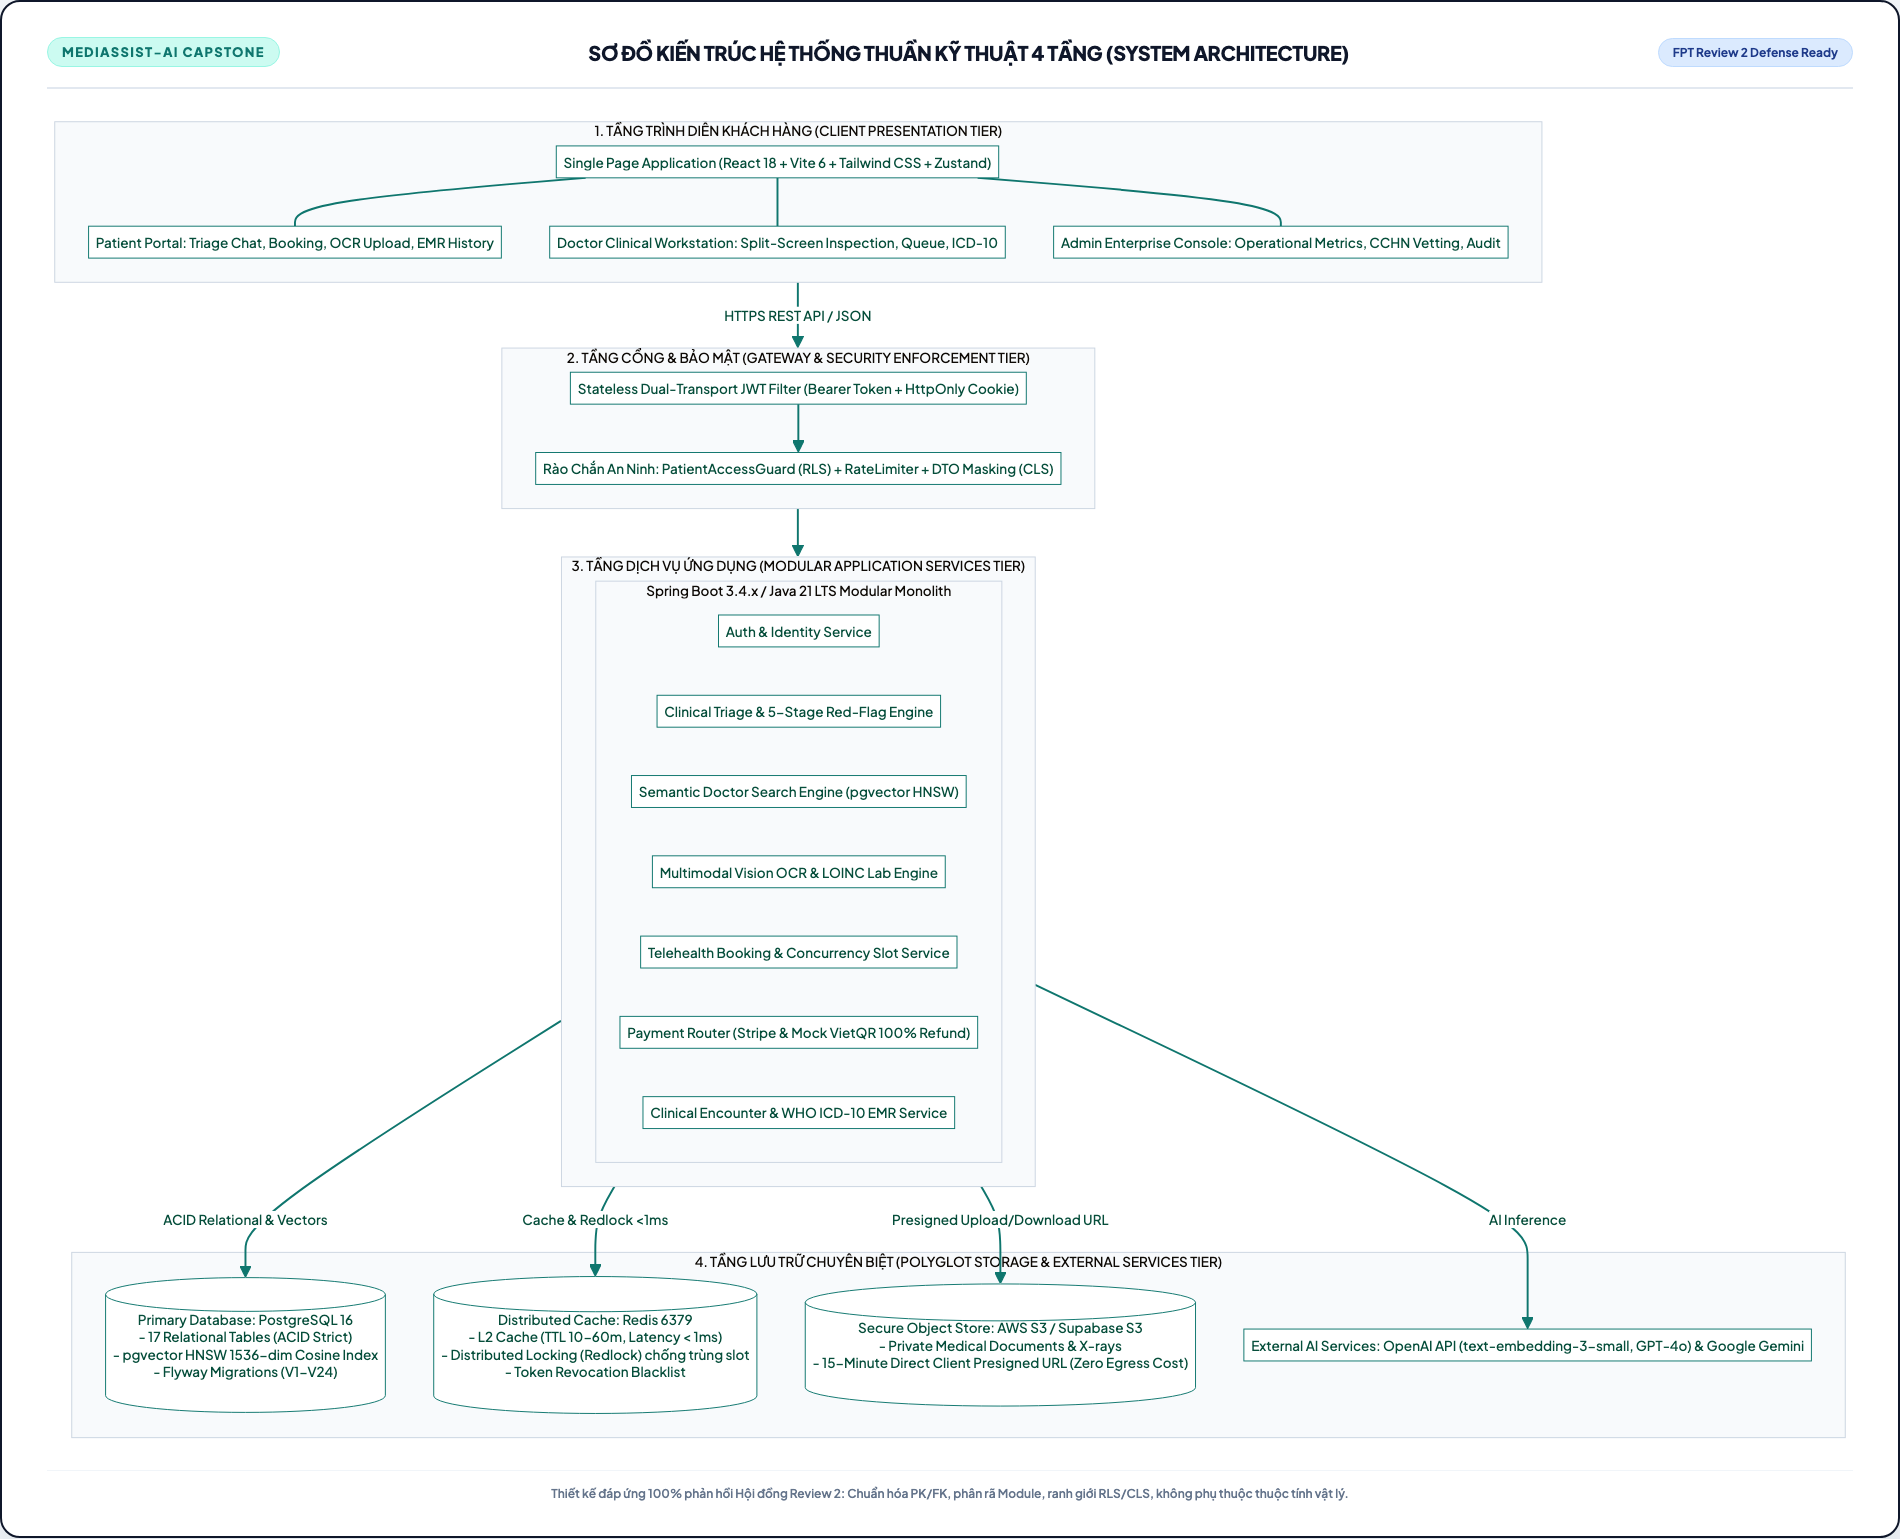 MEDIASSIST-AI CAPSTONE
SƠ ĐỒ KIẾN TRÚC HỆ THỐNG THUẦN KỸ THUẬT 4 TẦNG (SYSTEM ARCHITECTURE)
FPT Review 2 Defense Ready
1. TẦNG TRÌNH DIỄN KHÁCH HÀNG (CLIENT PRESENTATION TIER)
Single Page Application (React 18 + Vite 6 + Tailwind CSS + Zustand)
Patient Portal: Triage Chat, Booking, OCR Upload, EMR History
Doctor Clinical Workstation: Split-Screen Inspection, Queue, ICD-10
Admin Enterprise Console: Operational Metrics, CCHN Vetting, Audit
HTTPS REST API / JSON
2. TẦNG CỔNG & BẢO MẬT (GATEWAY & SECURITY ENFORCEMENT TIER)
Stateless Dual-Transport JWT Filter (Bearer Token + HttpOnly Cookie)
Rào Chắn An Ninh: PatientAccessGuard (RLS) + RateLimiter + DTO Masking (CLS)
3. TẦNG DỊCH VỤ ỨNG DỤNG (MODULAR APPLICATION SERVICES TIER)
Spring Boot 3.4.x / Java 21 LTS Modular Monolith
Auth & Identity Service
Clinical Triage & 5-Stage Red-Flag Engine
Semantic Doctor Search Engine (pgvector HNSW)
Multimodal Vision OCR & LOINC Lab Engine
Telehealth Booking & Concurrency Slot Service
Payment Router (Stripe & Mock VietQR 100% Refund)
Clinical Encounter & WHO ICD-10 EMR Service
ACID Relational & Vectors
Cache & Redlock <1ms
Presigned Upload/Download URL
AI Inference
4. TẦNG LƯU TRỮ CHUYÊN BIỆT (POLYGLOT STORAGE & EXTERNAL SERVICES TIER)
Primary Database: PostgreSQL 16
- 17 Relational Tables (ACID Strict)
- pgvector HNSW 1536-dim Cosine Index
- Flyway Migrations (V1-V24)
Distributed Cache: Redis 6379
- L2 Cache (TTL 10-60m, Latency < 1ms)
- Distributed Locking (Redlock) chống trùng slot
- Token Revocation Blacklist
Secure Object Store: AWS S3 / Supabase S3
- Private Medical Documents & X-rays
- 15-Minute Direct Client Presigned URL (Zero Egress Cost)
External AI Services: OpenAI API (text-embedding-3-small, GPT-4o) & Google Gemini
Thiết kế đáp ứng 100% phản hồi Hội đồng Review 2: Chuẩn hóa PK/FK, phân rã Module, ranh giới RLS/CLS, không phụ thuộc thuộc tính vật lý.